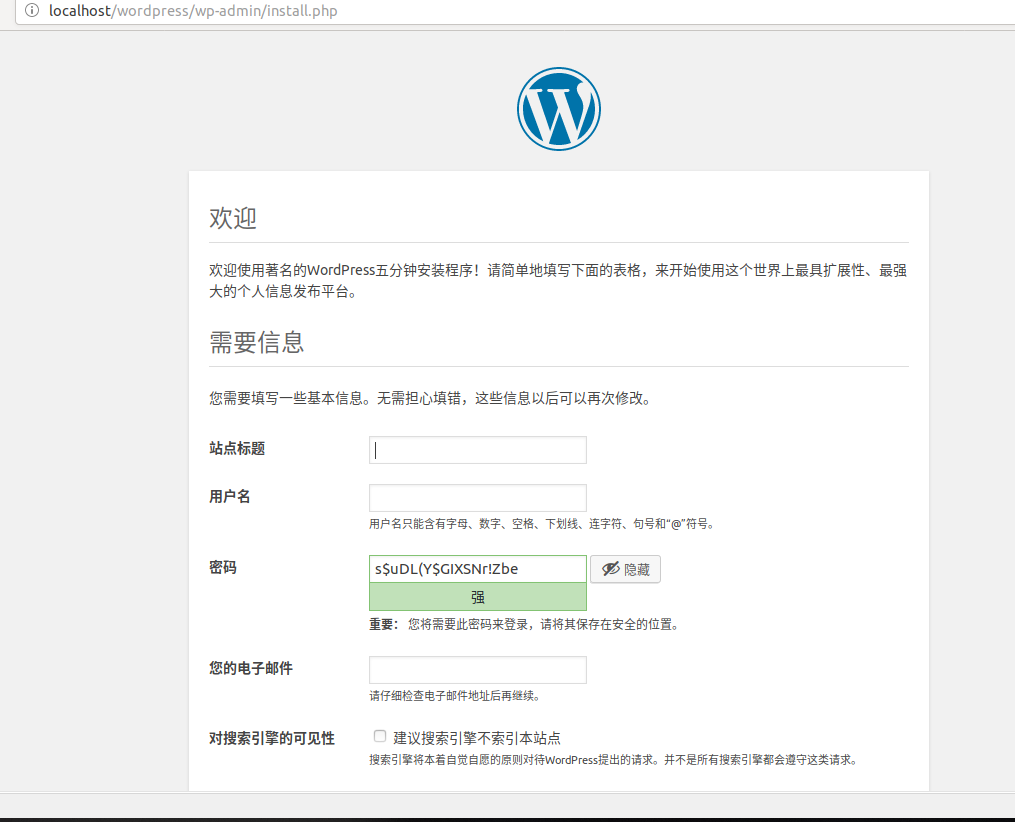 localhost/wordpress/wp-admin/install.php
欢迎
欢迎使用著名的WordPress五分钟安装程序！请简单地填写下面的表格，来开始使用这个世界上最具扩展性、最强
大的个人信息发布平台。
需要信息
您需要填写一些基本信息。无需担心填错，这些信息以后可以再次修改。
站点标题
用户名
用户名只能含有字母、数字、空格、下划线、连字符、句号和“@”符号。
密码 s$uDL(Y$GIXSNr!Zbe 隐藏
强
重要： 您将需要此密码来登录，请将其保存在安全的位置。
您的电子邮件
请仔细检查电子邮件地址后再继续。
对搜索引擎的可见性 建议搜索引擎不索引本站点
搜索引擎将本着自觉自愿的原则对待WordPress提出的请求。并不是所有搜索引擎都会遵守这类请求。